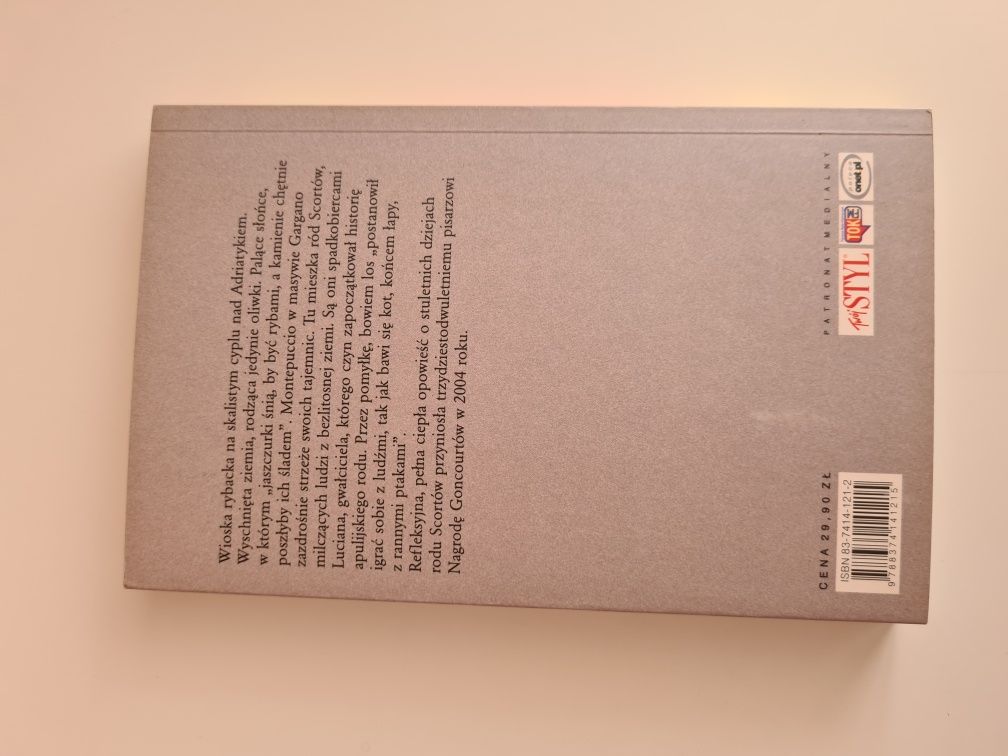 Wioska rybacka na skalistym cyplu nad Adriatykiem.
Wyschnięta ziemia, rodząca jedynie oliwki. Palące słońce,
w którym „jaszczurki śnią, by być rybami, a kamienie chętnie
poszłyby ich śladem”. Montepuccio w masywie Gargano
zazdrośnie strzeże swoich tajemnic. Tu mieszka ród Scortów,
milczących ludzi z bezlitosnej ziemi. Są oni spadkobiercami
Luciana, gwałciciela, którego czyn zapoczątkował historię
apulijskiego rodu. Przez pomyłkę, bowiem los „postanowił
igrać sobie z ludźmi, tak jak bawi się kot, końcem łapy,
z rannymi ptakami”.
Refleksyjna, pełna ciepła opowieść o stuletnich dziejach
rodu Scortów przyniosła trzydziestodwuletniemu pisarzowi
Nagrodę Goncourtów w 2004 roku.
CENA 29,90 ZŁ
ISBN 83-7414-121-2
9 788374 141215
PATRONAT MEDIALNY
Twój STYL
TOK FM
onet.pl